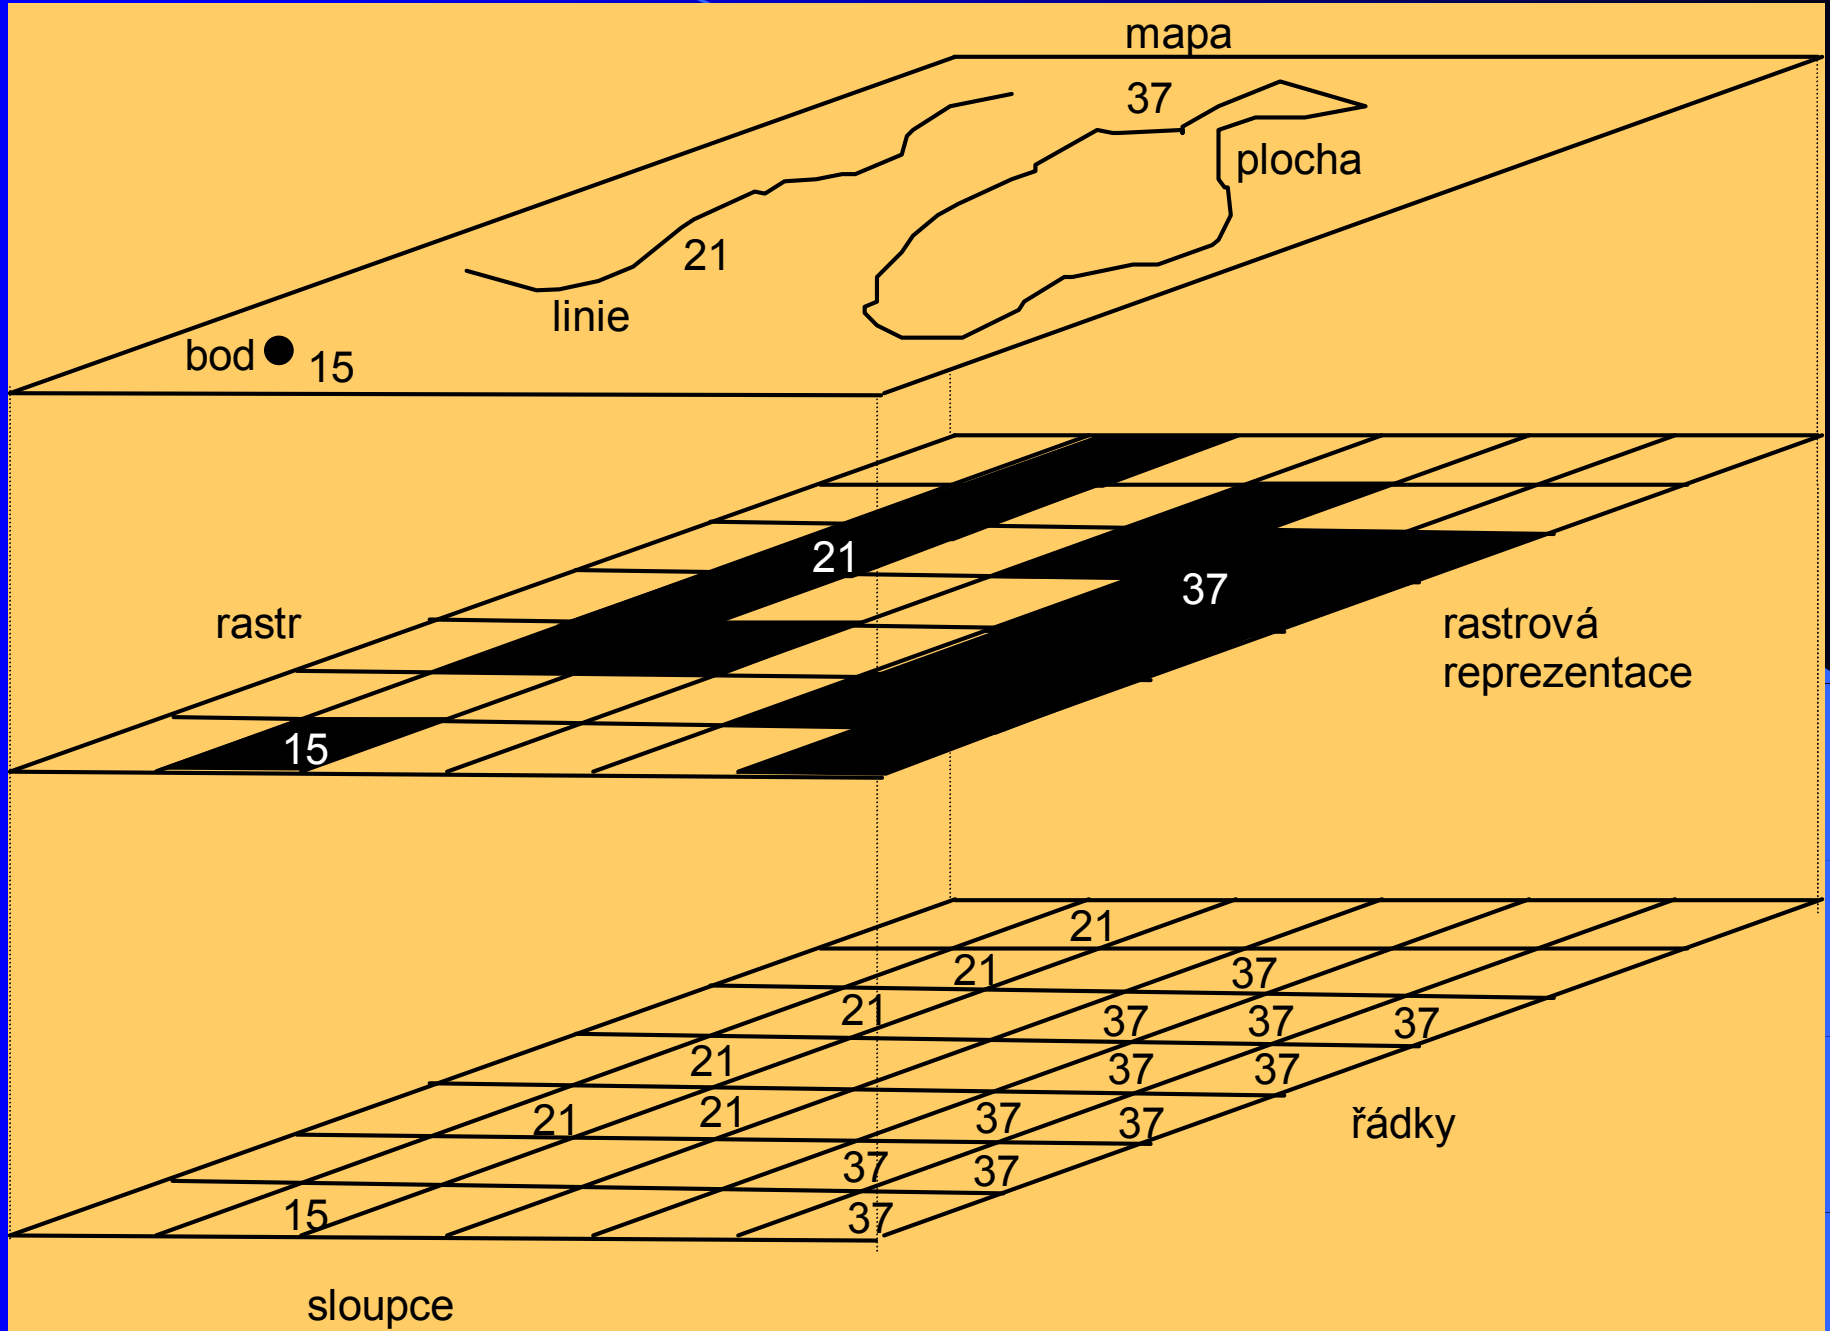 mapa
37
plocha
21
linie
bod 15
21
37
rastr
rastrová
reprezentace
15
21
21 37
21 37 37 37
21 37 37
21 21 37 37
řádky
37 37
15 37
sloupce